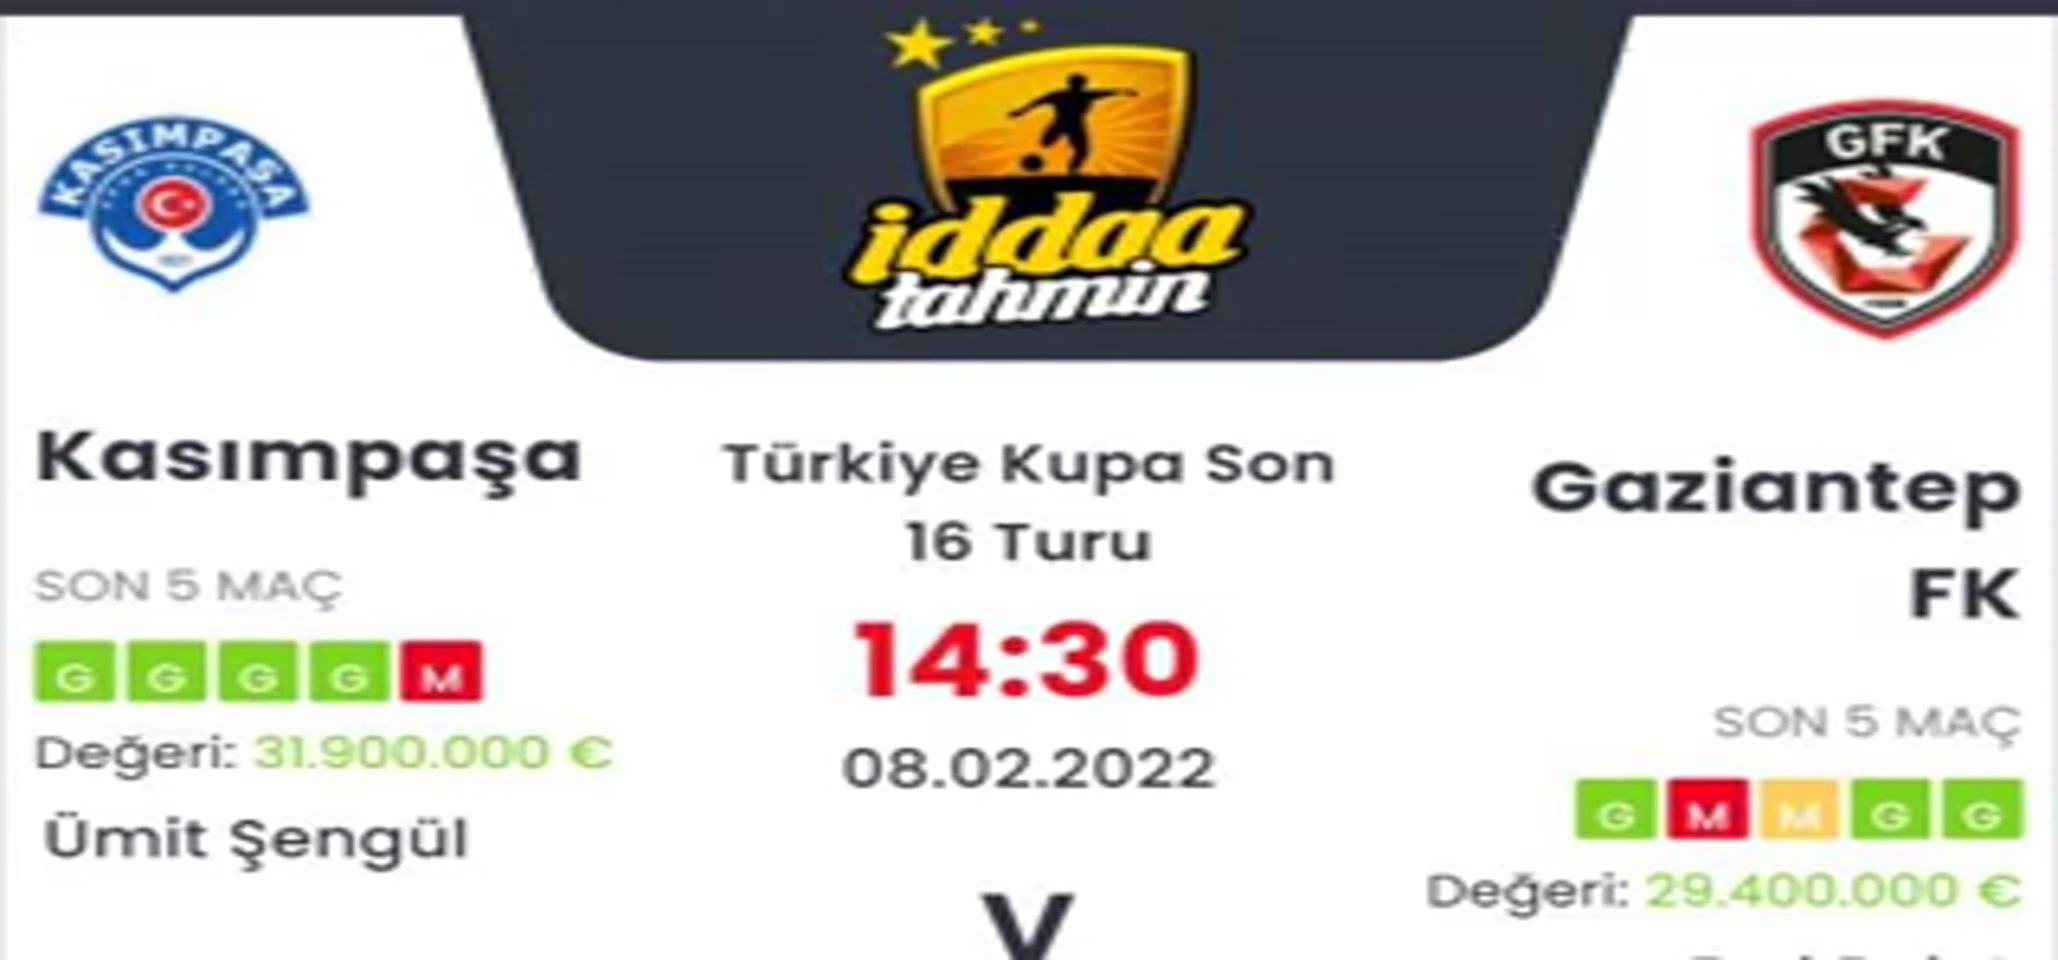 KASIMPAŞA
iddaa
tahmin
GFK
Kasımpaşa
SON 5 MAÇ
G G G G M
Değeri: 31.900.000 €
Ümit Şengül
Türkiye Kupa Son
16 Turu
14:30
08.02.2022
V
Gaziantep
FK
SON 5 MAÇ
G M M G G
Değeri: 29.400.000 €